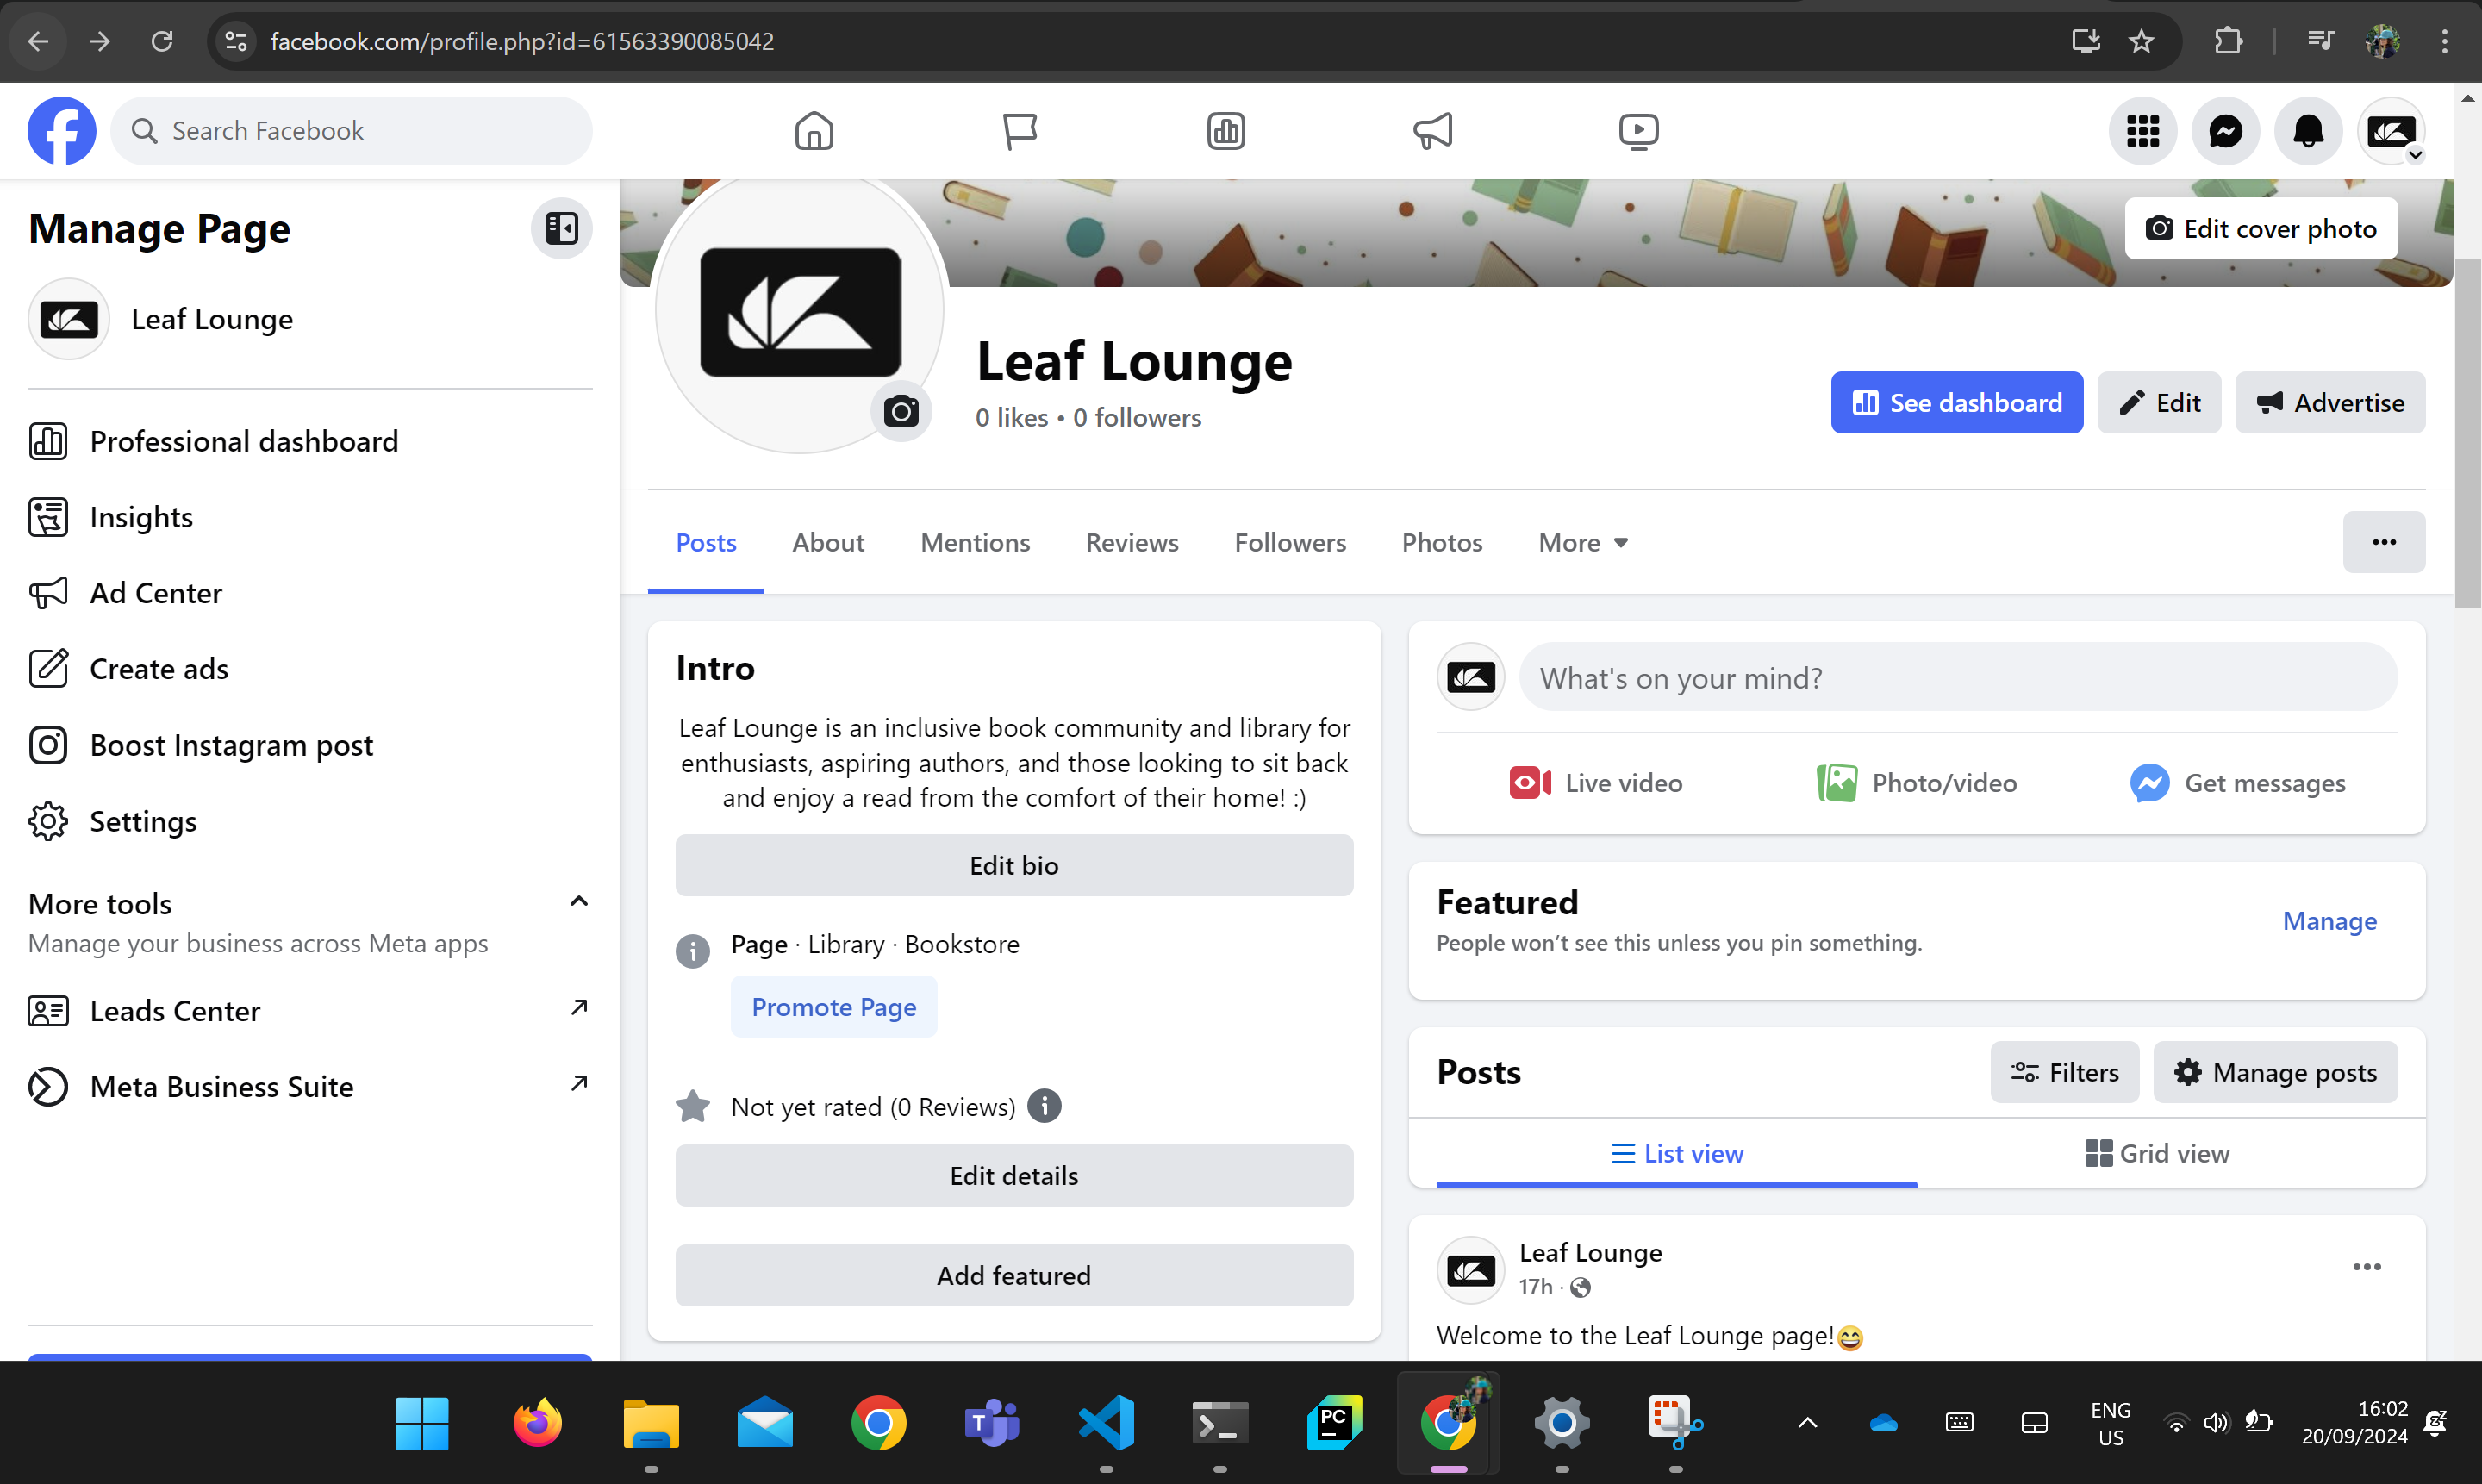 facebook.com/profile.php?id=61563390085042
Search Facebook
Manage Page
Leaf Lounge
Professional dashboard
Insights
Ad Center
Create ads
Boost Instagram post
Settings
More tools
Manage your business across Meta apps
Leads Center
Meta Business Suite
Edit cover photo
Leaf Lounge
0 likes • 0 followers
See dashboard
Edit
Advertise
Posts
About
Mentions
Reviews
Followers
Photos
More
Intro
Leaf Lounge is an inclusive book community and library for
enthusiasts, aspiring authors, and those looking to sit back
and enjoy a read from the comfort of their home! :)
Edit bio
Page · Library · Bookstore
Promote Page
Not yet rated (0 Reviews)
Edit details
Add featured
What's on your mind?
Live video
Photo/video
Get messages
Featured
People won’t see this unless you pin something.
Manage
Posts
Filters
Manage posts
List view
Grid view
Leaf Lounge
17h ·
Welcome to the Leaf Lounge page!😄
T
PC
ENG
US
16:02
20/09/2024